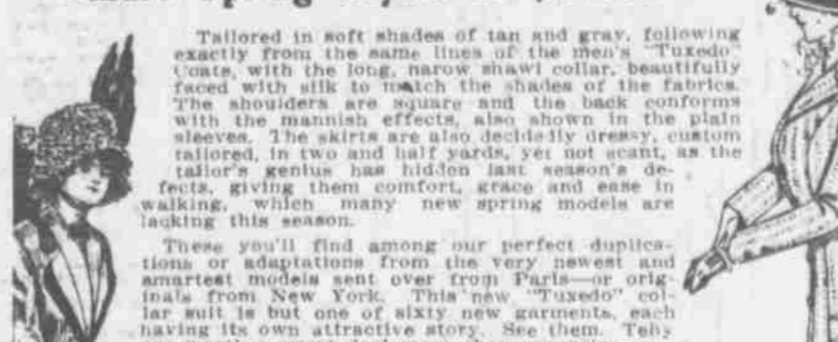 Tailored in soft shades of tan and gray, following
exactly from the same lines of the men's "Tuxedo"
Coats, with the long, narow shawl collar, beautifully
faced with silk to match the shades of the fabrics.
The shoulders are square and the back conforms
with the mannish effects, also shown in the plain
sleeves. The skirts are also decidedly dressy, custom
tailored, in two and half yards, yet not scant, as the
tailor's genius has hidden last season's de-
fects, giving them comfort, grace and ease in
walking, which many new spring models are
lacking this season.
These you'll find among our perfect duplica-
tions or adaptations from the very newest and
smartest models sent over from Paris—or orig-
inals from New York. This new "Tuxedo" col-
lar suit is but one of sixty new garments, each
having its own attractive story. See them. Tehy